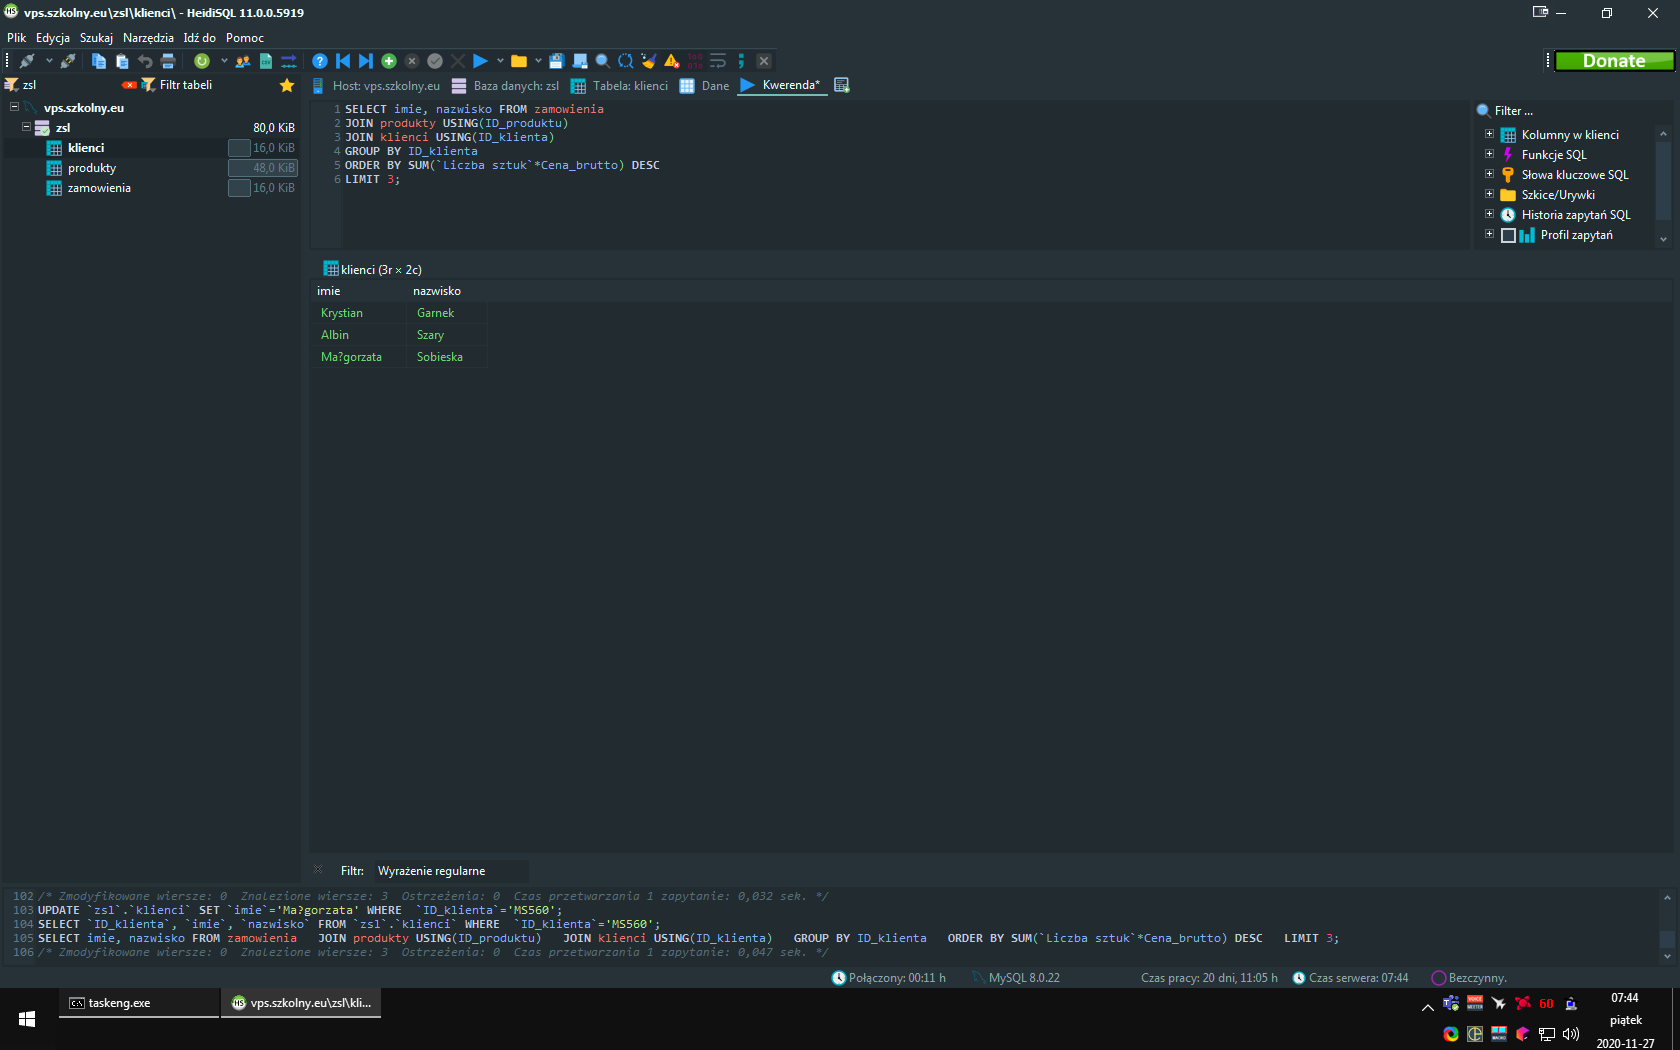 vps.szkolny.eu\zsl\klienci\ - HeidiSQL 11.0.0.5919
Plik Edycja Szukaj Narzędzia Idź do Pomoc
Donate
zsl Filtr tabeli
Host: vps.szkolny.eu Baza danych: zsl Tabela: klienci Dane Kwerenda*
vps.szkolny.eu
zsl 80,0 KiB
klienci 16,0 KiB
produkty 48,0 KiB
zamowienia 16,0 KiB
1 SELECT imie, nazwisko FROM zamowienia
2 JOIN produkty USING(ID_produktu)
3 JOIN klienci USING(ID_klienta)
4 GROUP BY ID_klienta
5 ORDER BY SUM(`Liczba sztuk`*Cena_brutto) DESC
6 LIMIT 3;
Filter ...
Kolumny w klienci
Funkcje SQL
Słowa kluczowe SQL
Szkice/Urywki
Historia zapytań SQL
Profil zapytań
klienci (3r × 2c)
imie nazwisko
Krystian Garnek
Albin Szary
Ma?gorzata Sobieska
Filtr: Wyrażenie regularne
102 /* Zmodyfikowane wiersze: 0 Znalezione wiersze: 3 Ostrzeżenia: 0 Czas przetwarzania 1 zapytanie: 0,032 sek. */
103 UPDATE `zsl`.`klienci` SET `imie`='Ma?gorzata' WHERE `ID_klienta`='MS560';
104 SELECT `ID_klienta`, `imie`, `nazwisko` FROM `zsl`.`klienci` WHERE `ID_klienta`='MS560';
105 SELECT imie, nazwisko FROM zamowienia JOIN produkty USING(ID_produktu) JOIN klienci USING(ID_klienta) GROUP BY ID_klienta ORDER BY SUM(`Liczba sztuk`*Cena_brutto) DESC LIMIT 3;
106 /* Zmodyfikowane wiersze: 0 Znalezione wiersze: 3 Ostrzeżenia: 0 Czas przetwarzania 1 zapytanie: 0,047 sek. */
Połączony: 00:11 h MySQL 8.0.22 Czas pracy: 20 dni, 11:05 h Czas serwera: 07:44 Bezczynny.
taskeng.exe
vps.szkolny.eu\zsl\kli...
60
07:44
piątek
2020-11-27